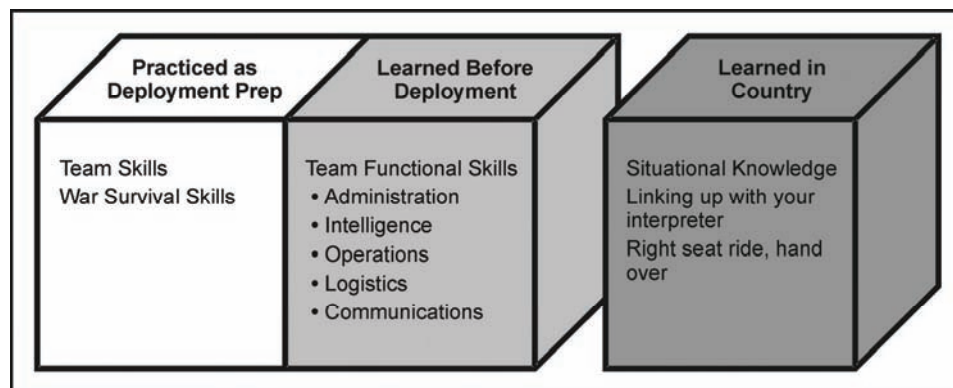 Practiced as
Deployment Prep
Team Skills
War Survival Skills
Learned Before
Deployment
Team Functional Skills
• Administration
• Intelligence
• Operations
• Logistics
• Communications
Learned in
Country
Situational Knowledge
Linking up with your
interpreter
Right seat ride, hand
over